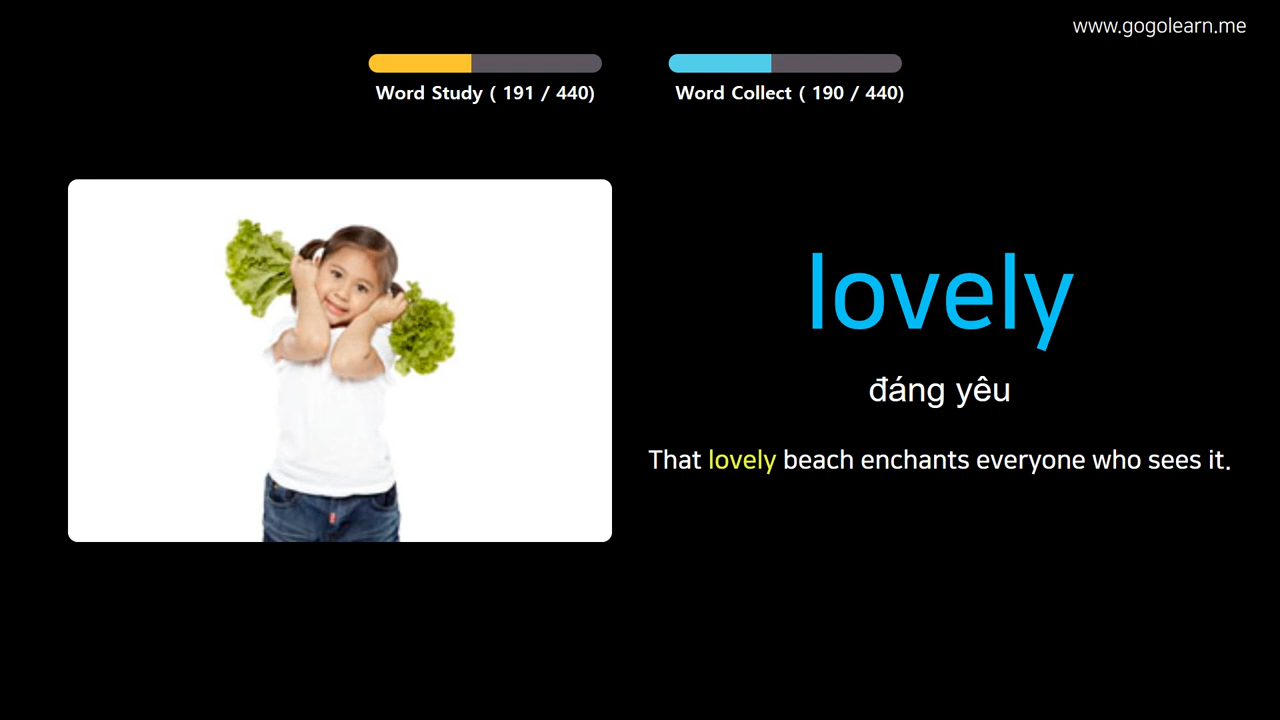 www.gogolearn.me
Word Study ( 191 / 440)
Word Collect ( 190 / 440)
lovely
đáng yêu
That lovely beach enchants everyone who sees it.